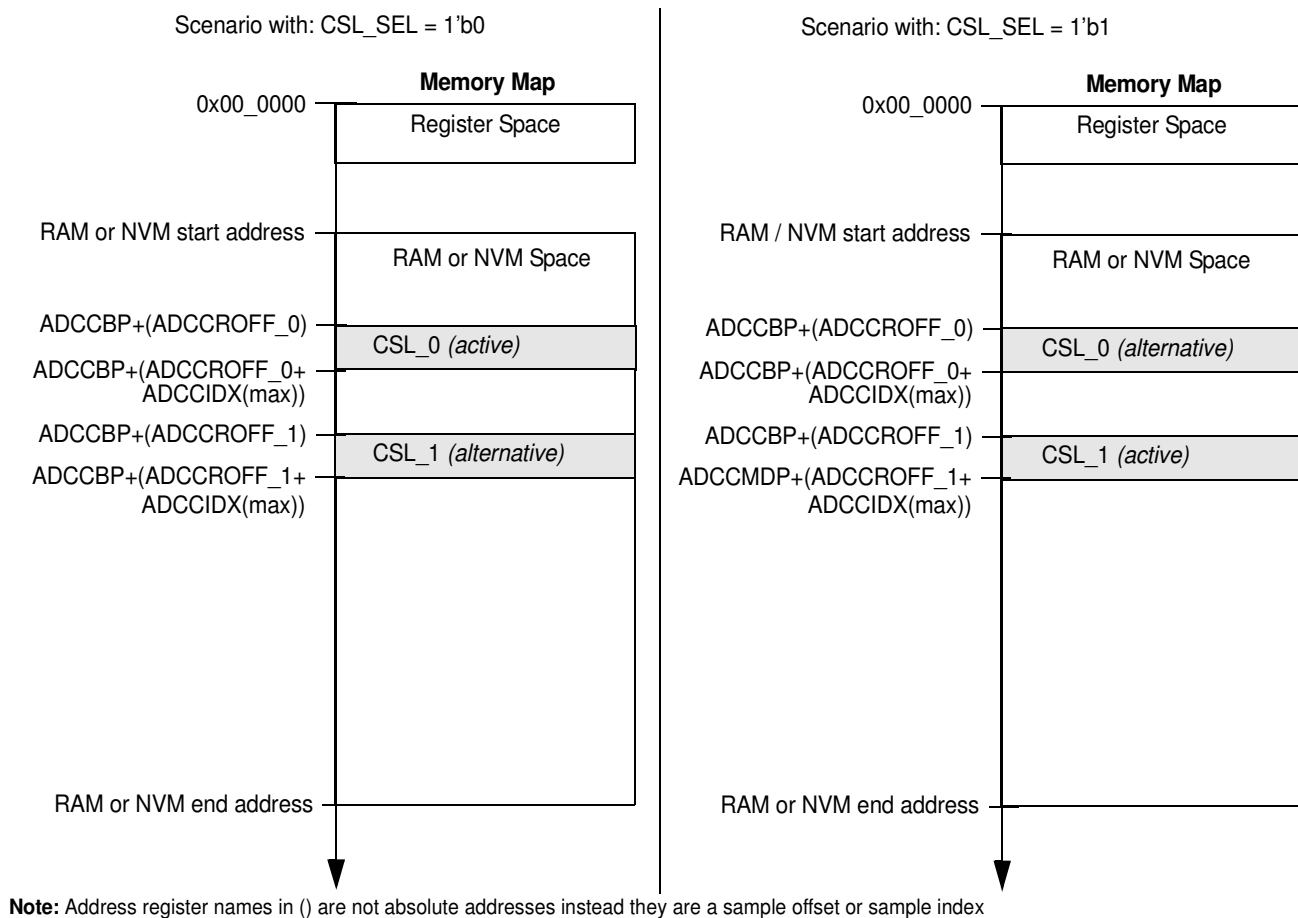 Scenario with: CSL_SEL = 1'b0
Memory Map
0x00_0000
Register Space
RAM or NVM start address
RAM or NVM Space
ADCCBP+(ADCCROFF_0)
CSL_0 (active)
ADCCBP+(ADCCROFF_0+
ADCCIDX(max))
ADCCBP+(ADCCROFF_1)
CSL_1 (alternative)
ADCCBP+(ADCCROFF_1+
ADCCIDX(max))
RAM or NVM end address
Scenario with: CSL_SEL = 1'b1
Memory Map
0x00_0000
Register Space
RAM / NVM start address
RAM or NVM Space
ADCCBP+(ADCCROFF_0)
CSL_0 (alternative)
ADCCBP+(ADCCROFF_0+
ADCCIDX(max))
ADCCBP+(ADCCROFF_1)
CSL_1 (active)
ADCCMDP+(ADCCROFF_1+
ADCCIDX(max))
RAM or NVM end address
Note: Address register names in () are not absolute addresses instead they are a sample offset or sample index